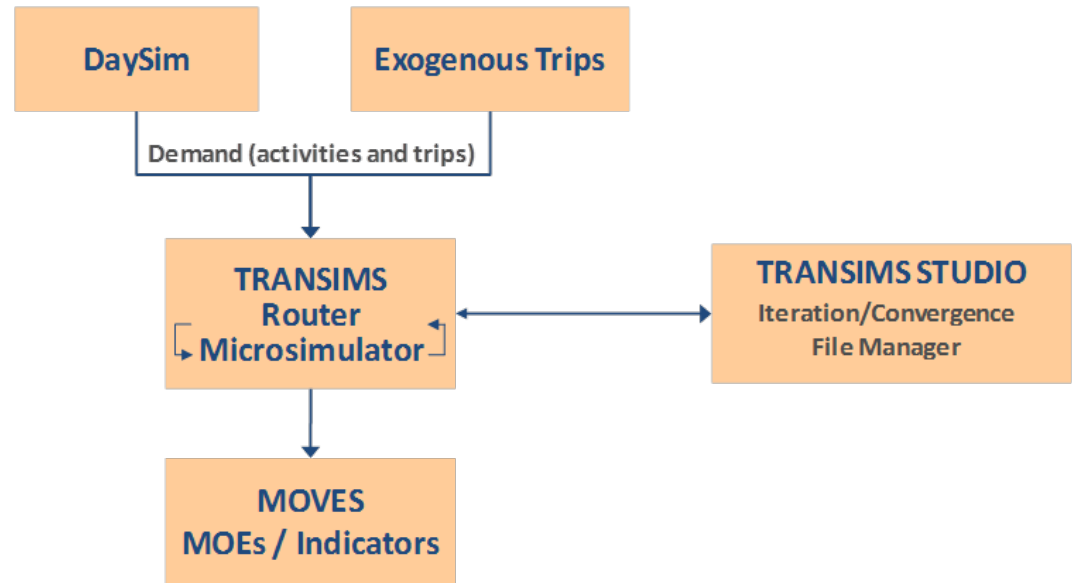 DaySim
Exogenous Trips
Demand (activities and trips)
TRANSIMS
Router
Microsimulator
TRANSIMS STUDIO
Iteration/Convergence
File Manager
MOVES
MOEs / Indicators